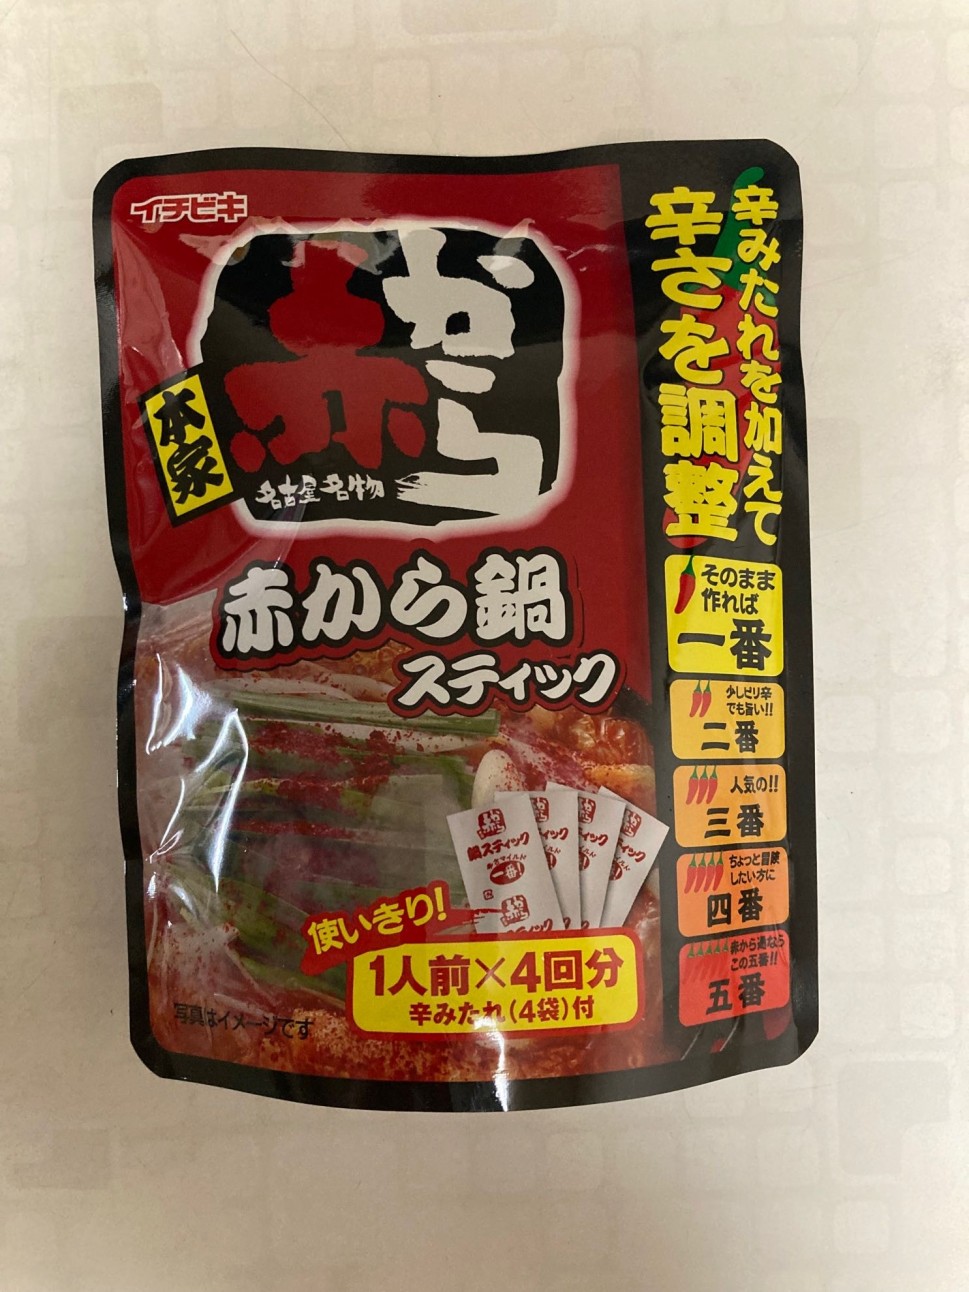 イチビキ
赤から
本家
名古屋名物
赤から鍋
スティック
辛みたれを加えて
辛さを調整
そのまま
作れば
一番
少しピリ辛
でも旨い!!
二番
人気の!!
三番
ちょっと冒険
したい方に
四番
赤から通なら
この五番!!
五番
赤から
鍋スティック
一番
使いきり!
1人前×4回分
辛みたれ(4袋)付
写真はイメージです